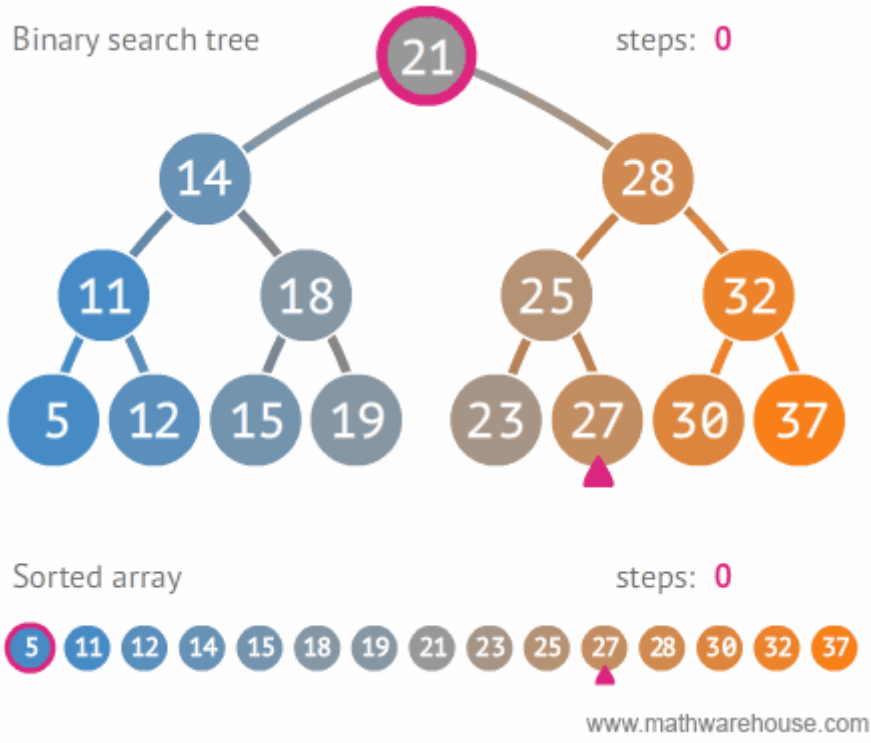 Binary search tree steps: 0
21
14 28
11 18 25 32
5 12 15 19 23 27 30 37
Sorted array steps: 0
5 11 12 14 15 18 19 21 23 25 27 28 30 32 37
www.mathwarehouse.com